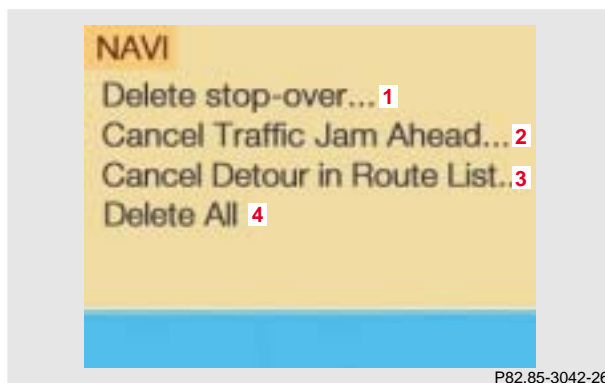 NAVI
Delete stop-over... 1
Cancel Traffic Jam Ahead... 2
Cancel Detour in Route List.. 3
Delete All 4
P82.85-3042-26